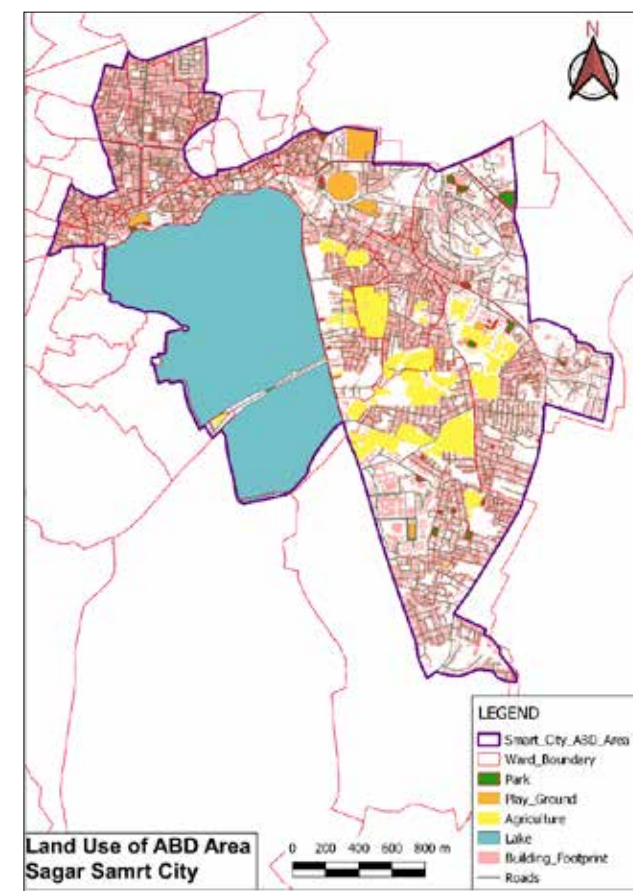 N
LEGEND
Smart_City_ABD_Area
Ward_Boundary
Park
Play_Ground
Agriculture
Lake
Building_Footprint
Roads
Land Use of ABD Area
Sagar Samrt City
0 200 400 600 800 m